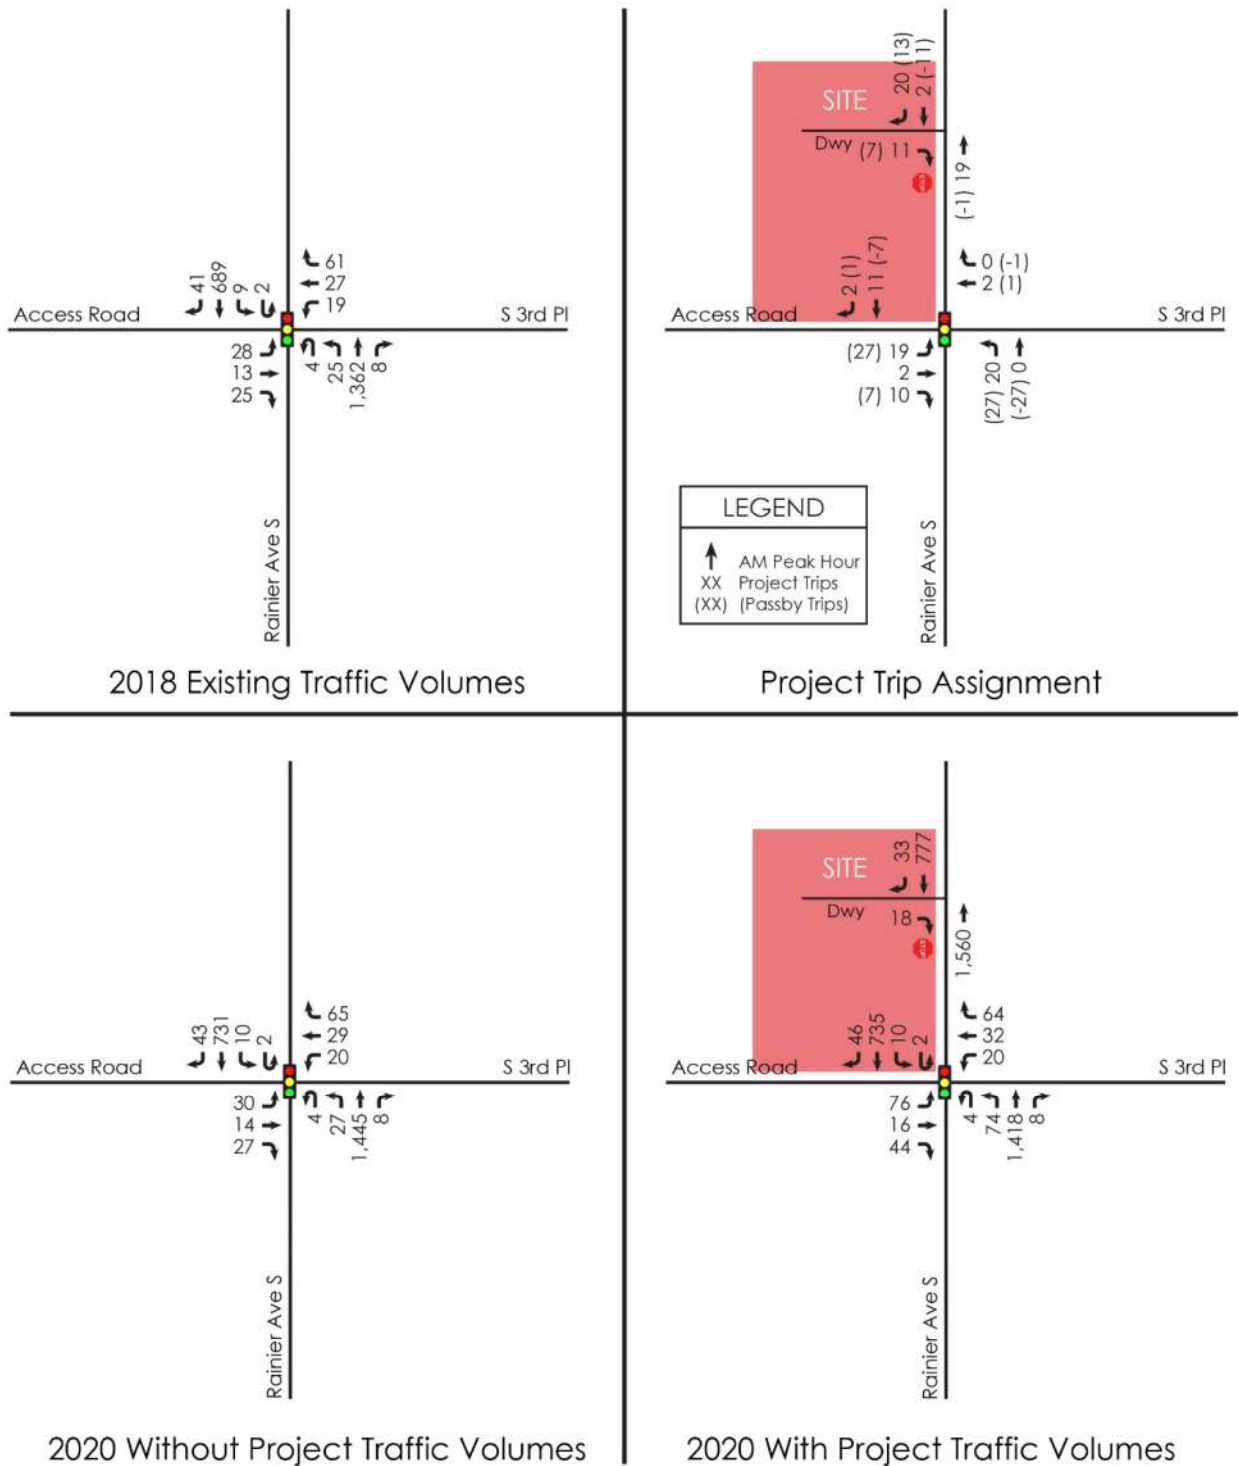 41
689
9
2
61
27
19
Access Road
S 3rd Pl
28
13
25
4
25
1,362
8
Rainier Ave S
2018 Existing Traffic Volumes
20 (13)
2 (-11)
SITE
Dwy
(7) 11
(-1) 19
2 (1)
11 (-7)
0 (-1)
2 (1)
Access Road
S 3rd Pl
(27) 19
2
(7) 10
(27) 20
(-27) 0
LEGEND
AM Peak Hour
XX Project Trips
(XX) (Passby Trips)
Rainier Ave S
Project Trip Assignment
43
731
10
2
65
29
20
Access Road
S 3rd Pl
30
14
27
4
27
1,445
8
Rainier Ave S
2020 Without Project Traffic Volumes
33
777
SITE
Dwy
18
1,560
46
735
10
2
64
32
20
Access Road
S 3rd Pl
76
16
44
4
74
1,418
8
Rainier Ave S
2020 With Project Traffic Volumes